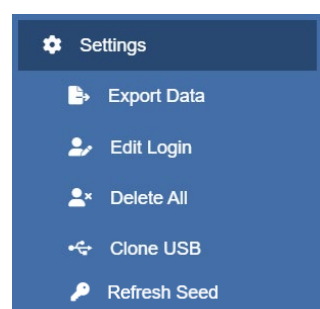 Settings
Export Data
Edit Login
Delete All
Clone USB
Refresh Seed